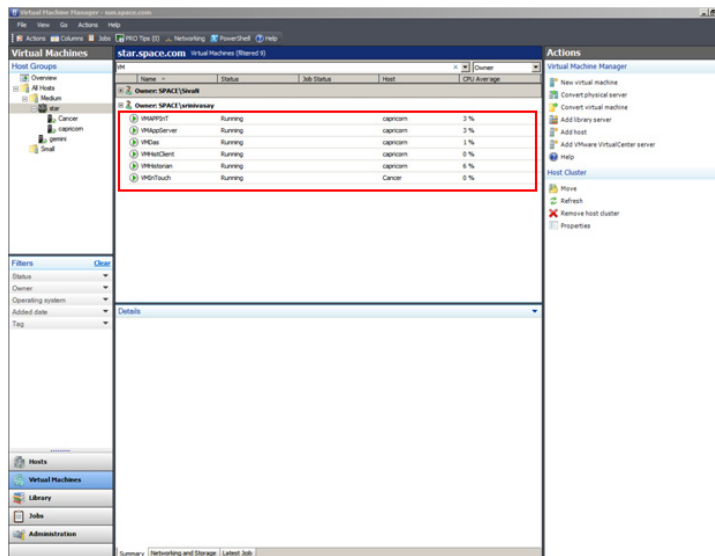 Virtual Machine Manager - sun.space.com
File View Go Actions Help
Actions Columns Jobs PRO Tips (0) Networking PowerShell Help
Virtual Machines
Host Groups
Overview
All Hosts
Medium
star
Cancer
capricorn
gemini
Small
Filters Clear
Status
Owner
Operating system
Added date
Tag
Hosts
Virtual Machines
Library
Jobs
Administration
star.space.com Virtual Machines (filtered 9)
VM Owner
Name Status Job Status Host CPU Average
Owner: SPACE\SivaR
Owner: SPACE\srinivasay
VMAPPInT Running capricorn 3 %
VMAppServer Running capricorn 3 %
VMDas Running capricorn 1 %
VMHistClient Running capricorn 0 %
VMHistorian Running capricorn 6 %
VMInTouch Running Cancer 0 %
Details
Summary Networking and Storage Latest Job
Actions
Virtual Machine Manager
New virtual machine
Convert physical server
Convert virtual machine
Add library server
Add host
Add VMware VirtualCenter server
Help
Host Cluster
Move
Refresh
Remove host cluster
Properties